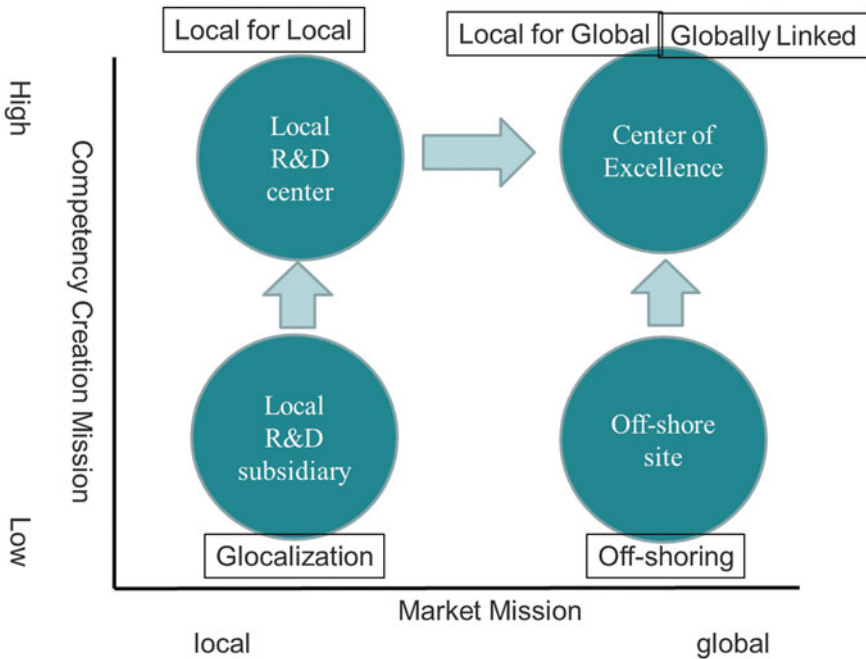 Local for Local
Local for Global
Globally Linked
High
Competency Creation Mission
Low
Local
R&D
center
Center of
Excellence
Local
R&D
subsidiary
Off-shore
site
Glocalization
Off-shoring
Market Mission
local
global